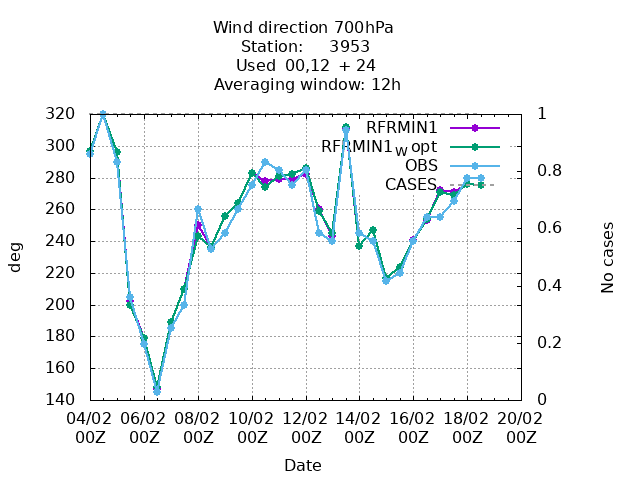 Wind direction 700hPa
Station: 3953
Used 00,12 + 24
Averaging window: 12h
320 1
300 RFRMIN1
RFRMIN1w opt
OBS
280 CASES 0.8
260
240 0.6
220
200 0.4
180
160 0.2
140 0
deg
No cases
04/02 06/02 08/02 10/02 12/02 14/02 16/02 18/02 20/02
00Z 00Z 00Z 00Z 00Z 00Z 00Z 00Z 00Z
Date